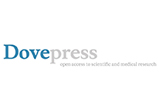 Dovepress
open access to scientific and medical research